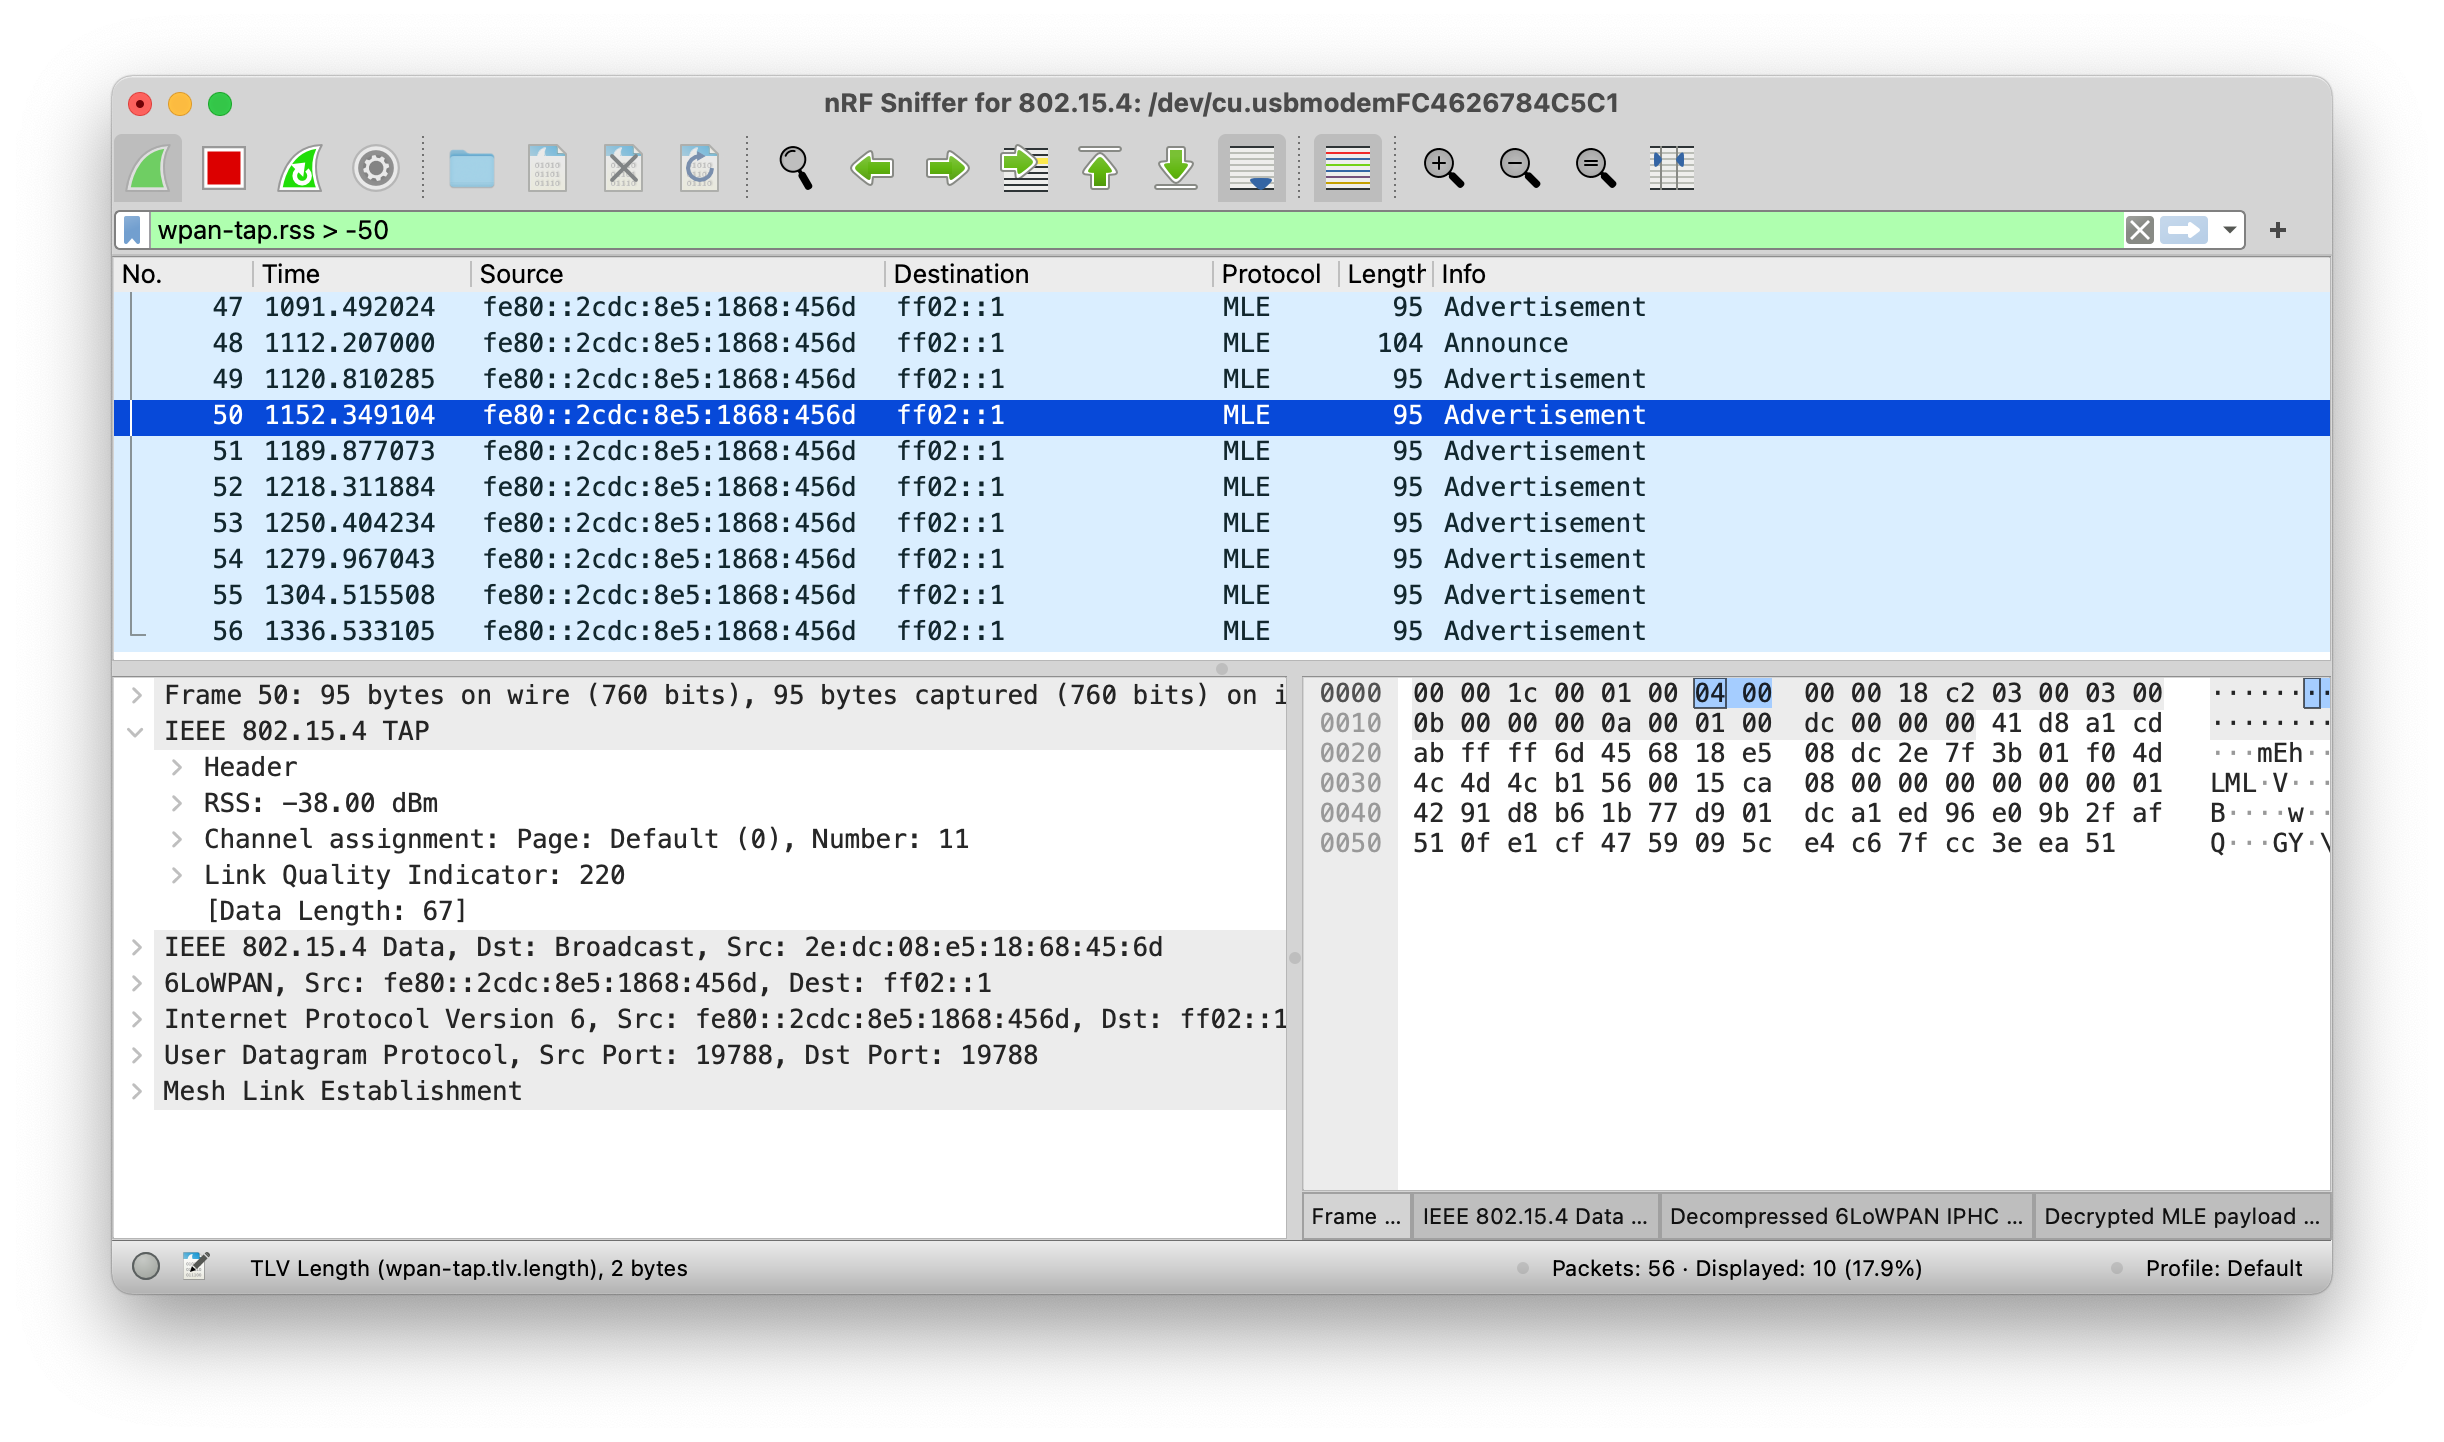 nRF Sniffer for 802.15.4: /dev/cu.usbmodemFC4626784C5C1
wpan-tap.rss > -50
No. Time Source Destination Protocol Length Info
47 1091.492024 fe80::2cdc:8e5:1868:456d ff02::1 MLE 95 Advertisement
48 1112.207000 fe80::2cdc:8e5:1868:456d ff02::1 MLE 104 Announce
49 1120.810285 fe80::2cdc:8e5:1868:456d ff02::1 MLE 95 Advertisement
50 1152.349104 fe80::2cdc:8e5:1868:456d ff02::1 MLE 95 Advertisement
51 1189.877073 fe80::2cdc:8e5:1868:456d ff02::1 MLE 95 Advertisement
52 1218.311884 fe80::2cdc:8e5:1868:456d ff02::1 MLE 95 Advertisement
53 1250.404234 fe80::2cdc:8e5:1868:456d ff02::1 MLE 95 Advertisement
54 1279.967043 fe80::2cdc:8e5:1868:456d ff02::1 MLE 95 Advertisement
55 1304.515508 fe80::2cdc:8e5:1868:456d ff02::1 MLE 95 Advertisement
56 1336.533105 fe80::2cdc:8e5:1868:456d ff02::1 MLE 95 Advertisement
Frame 50: 95 bytes on wire (760 bits), 95 bytes captured (760 bits) on i
IEEE 802.15.4 TAP
Header
RSS: -38.00 dBm
Channel assignment: Page: Default (0), Number: 11
Link Quality Indicator: 220
[Data Length: 67]
IEEE 802.15.4 Data, Dst: Broadcast, Src: 2e:dc:08:e5:18:68:45:6d
6LoWPAN, Src: fe80::2cdc:8e5:1868:456d, Dest: ff02::1
Internet Protocol Version 6, Src: fe80::2cdc:8e5:1868:456d, Dst: ff02::1
User Datagram Protocol, Src Port: 19788, Dst Port: 19788
Mesh Link Establishment
0000 00 00 1c 00 01 00 04 00 00 00 18 c2 03 00 03 00 ········
0010 0b 00 00 00 0a 00 01 00 dc 00 00 00 41 d8 a1 cd ········
0020 ab ff ff 6d 45 68 18 e5 08 dc 2e 7f 3b 01 f0 4d ···mEh··
0030 4c 4d 4c b1 56 00 15 ca 08 00 00 00 00 00 00 01 LML·V···
0040 42 91 d8 b6 1b 77 d9 01 dc a1 ed 96 e0 9b 2f af B····w··
0050 51 0f e1 cf 47 59 09 5c e4 c6 7f cc 3e ea 51 Q···GY·\
Frame ... IEEE 802.15.4 Data ... Decompressed 6LoWPAN IPHC ... Decrypted MLE payload ...
TLV Length (wpan-tap.tlv.length), 2 bytes Packets: 56 · Displayed: 10 (17.9%) Profile: Default